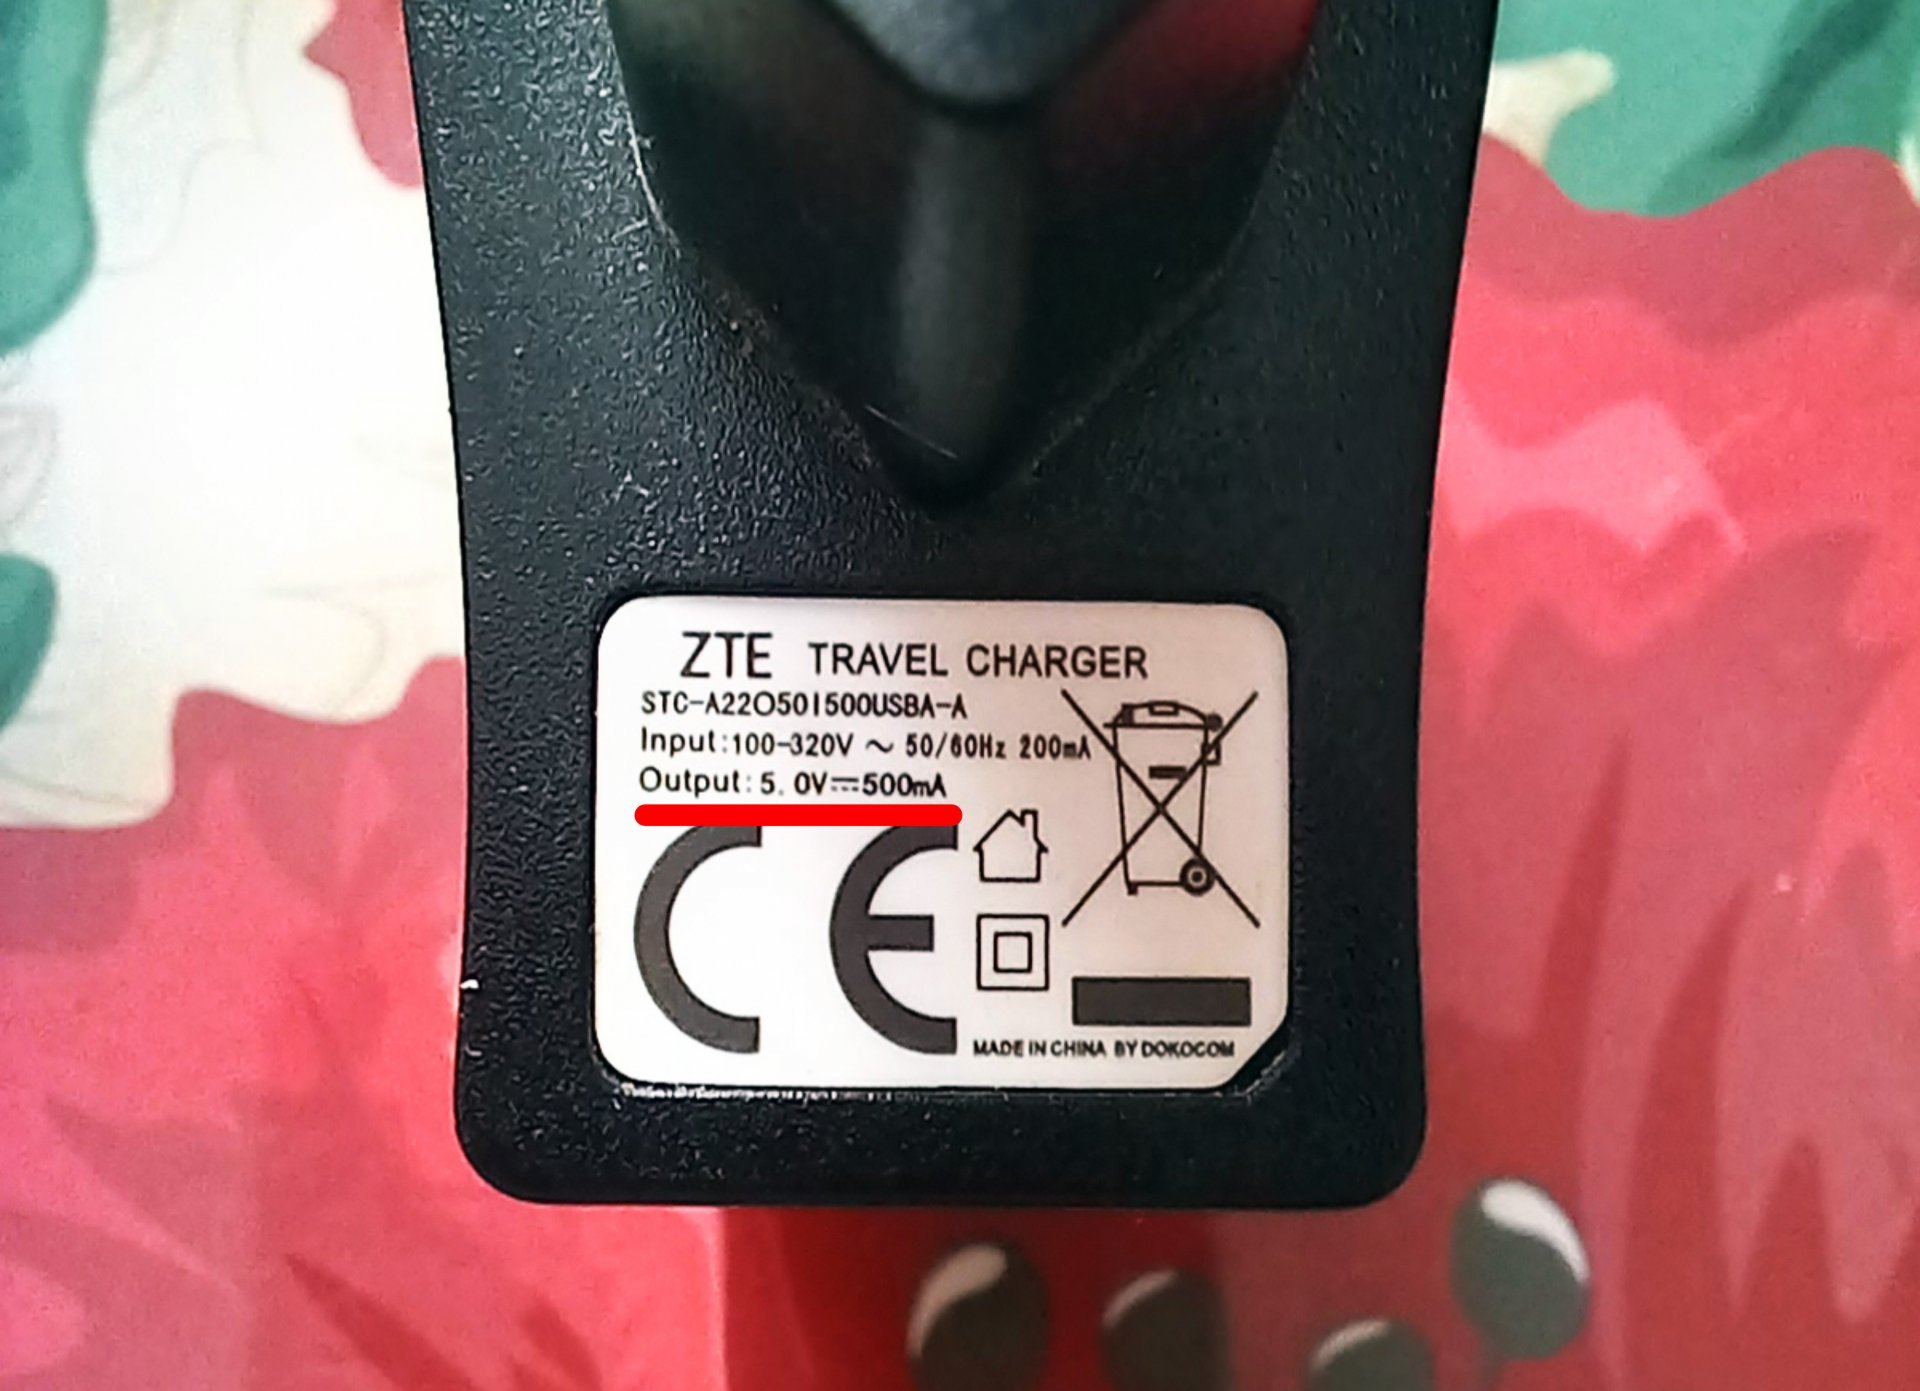 ZTE TRAVEL CHARGER
STC-A22O50I500USBA-A
Input:100-320V ~ 50/60Hz 200mA
Output:5.0V⎓500mA
CE
MADE IN CHINA BY DOKOCOM